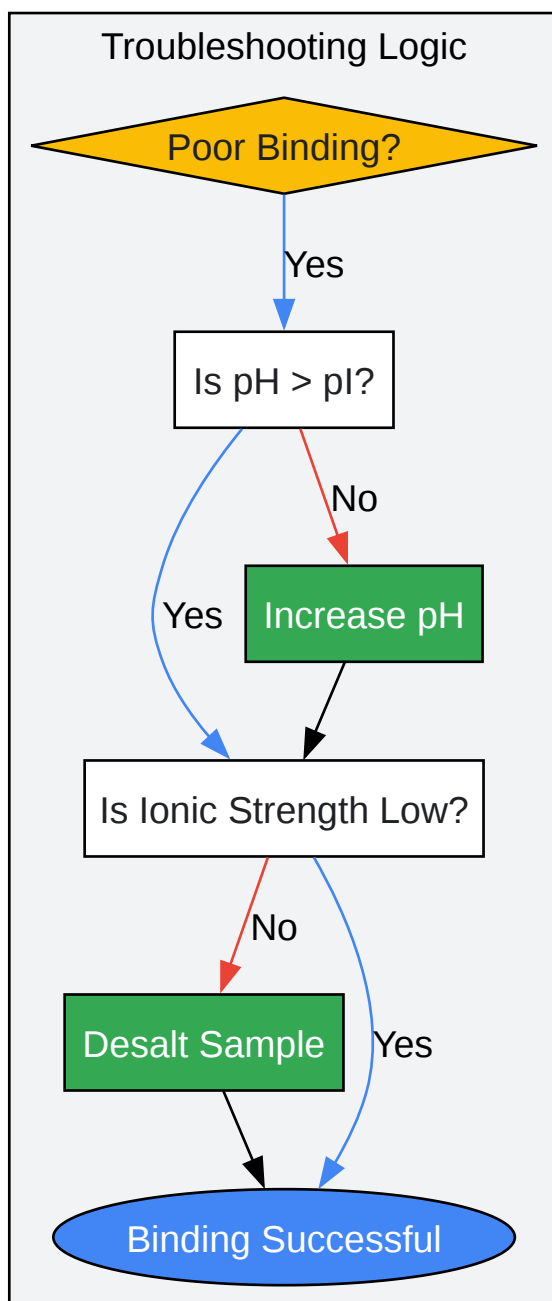 Troubleshooting Logic
Poor Binding?
Yes
Is pH > pI?
No
Yes
Increase pH
Is Ionic Strength Low?
No
Desalt Sample
Yes
Binding Successful